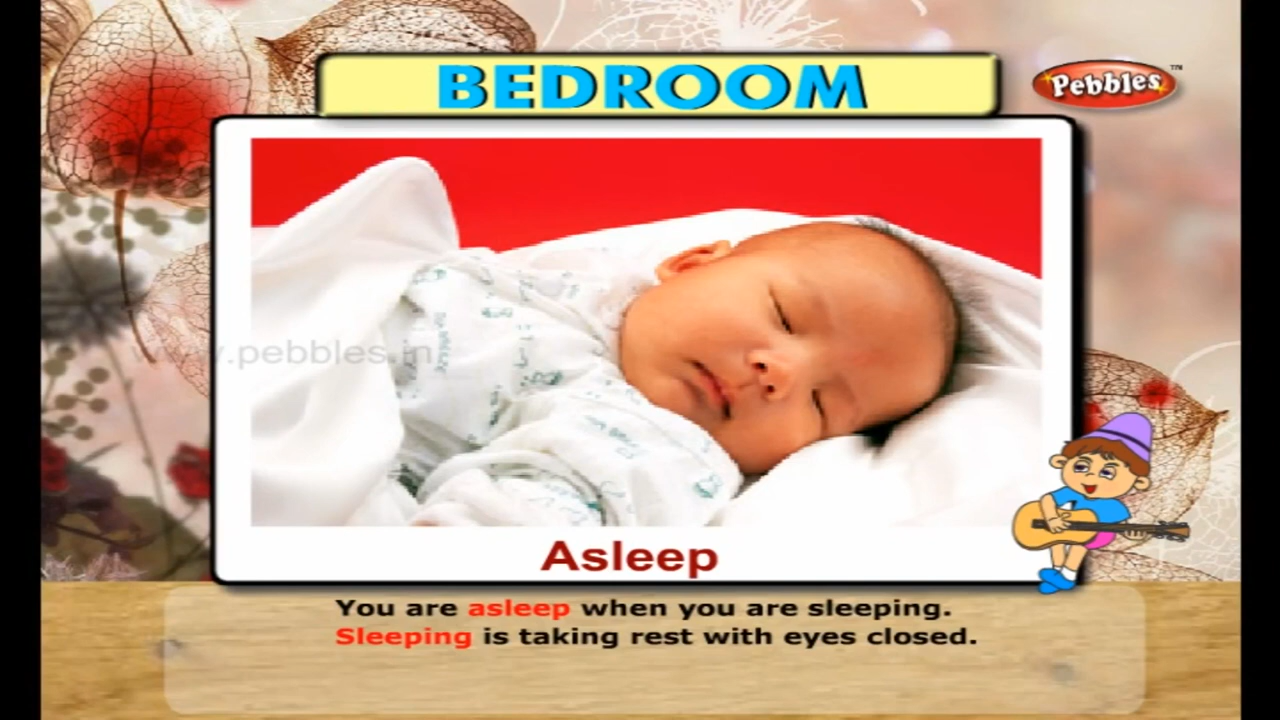 BEDROOM
Pebbles™
www.pebbles.in
Asleep
You are asleep when you are sleeping.
Sleeping is taking rest with eyes closed.